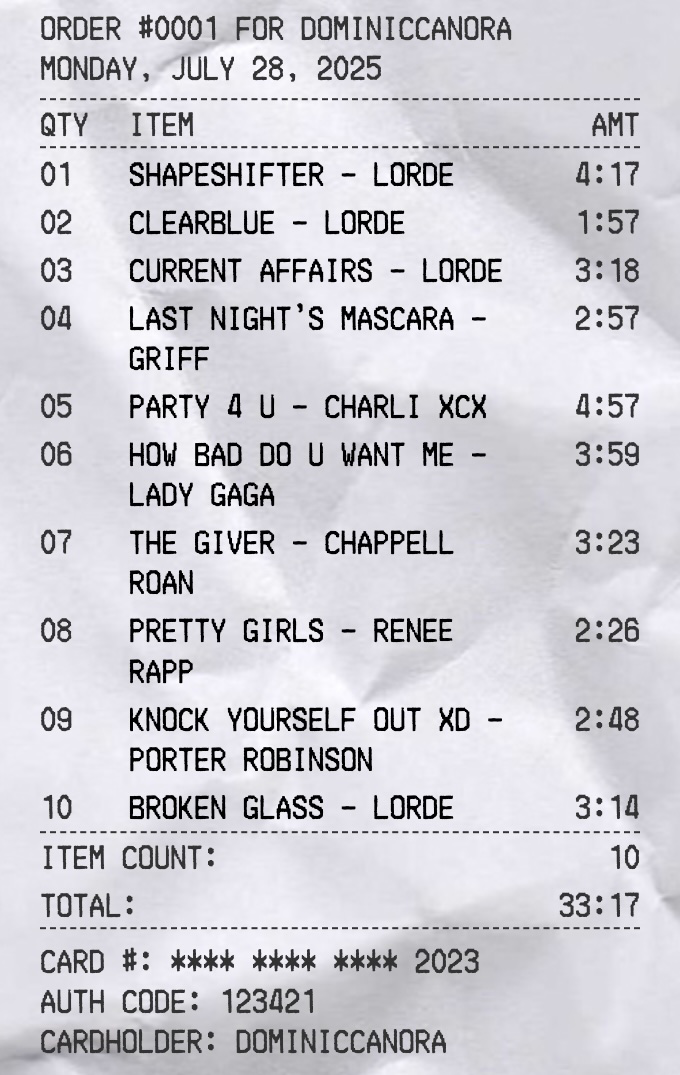 ORDER #0001 FOR DOMINICCANORA
MONDAY, JULY 28, 2025
QTY ITEM AMT
01 SHAPESHIFTER - LORDE 4:17
02 CLEARBLUE - LORDE 1:57
03 CURRENT AFFAIRS - LORDE 3:18
04 LAST NIGHT'S MASCARA - 2:57
GRIFF
05 PARTY 4 U - CHARLI XCX 4:57
06 HOW BAD DO U WANT ME - 3:59
LADY GAGA
07 THE GIVER - CHAPPELL 3:23
ROAN
08 PRETTY GIRLS - RENEE 2:26
RAPP
09 KNOCK YOURSELF OUT XD - 2:48
PORTER ROBINSON
10 BROKEN GLASS - LORDE 3:14
ITEM COUNT: 10
TOTAL: 33:17
CARD #: **** **** **** 2023
AUTH CODE: 123421
CARDHOLDER: DOMINICCANORA